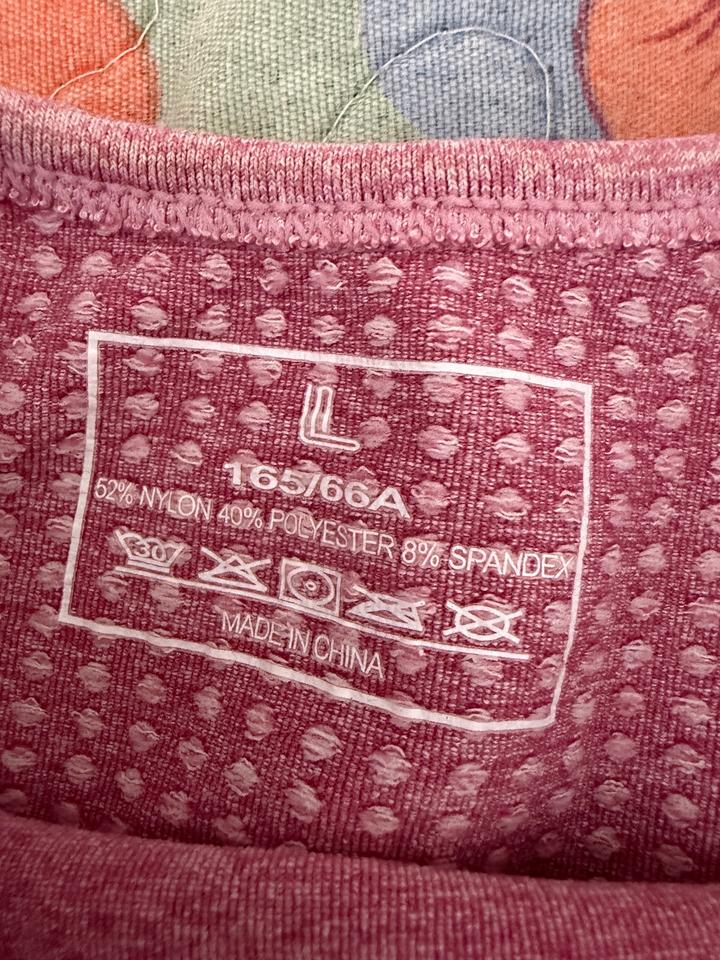 L
165/66A
52% NYLON 40% POLYESTER 8% SPANDEX
30
MADE IN CHINA